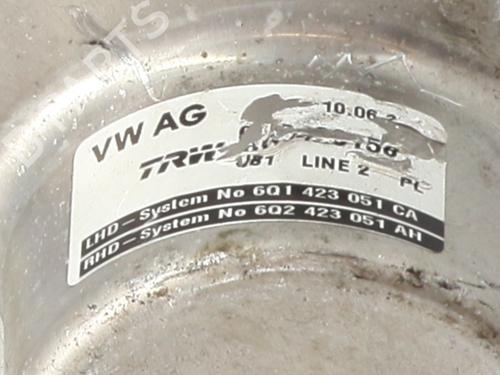 VW AG
10.06.2
TRW
LINE 2
LHD-System No 6Q1 423 051 CA
RHD-System No 6Q2 423 051 AH
PARTS